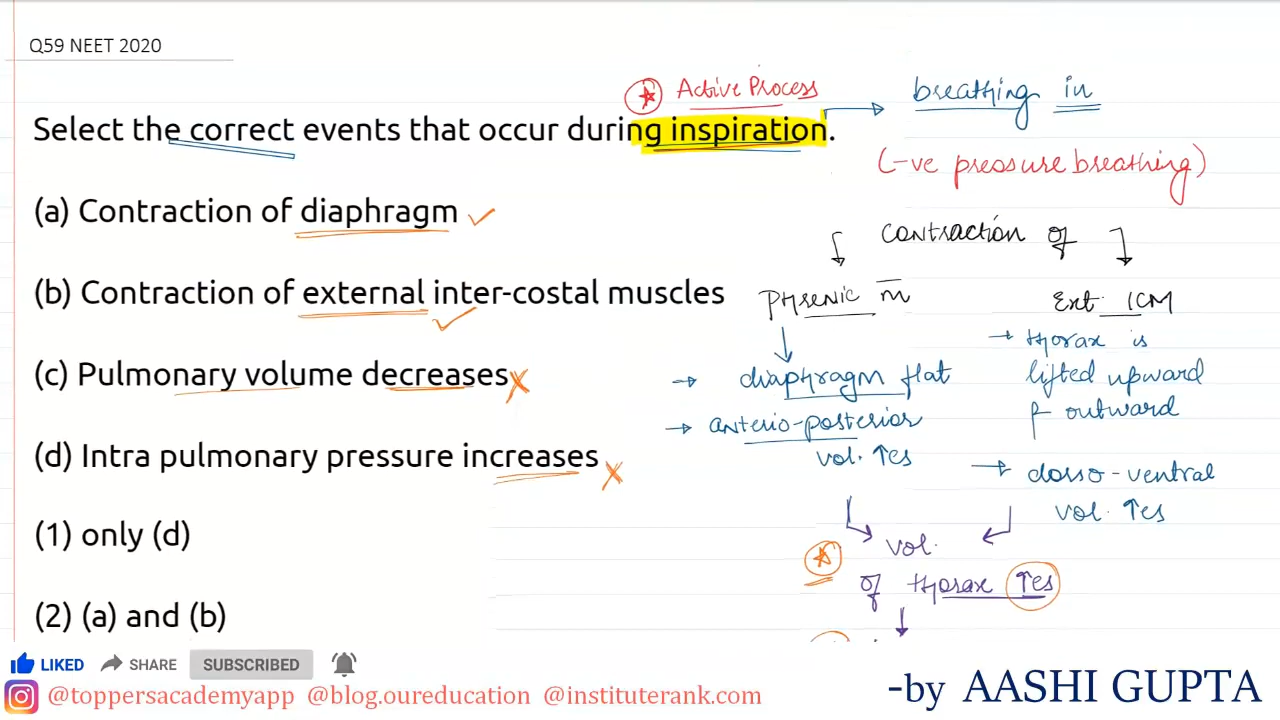 Q59 NEET 2020
Active Process
breathing in
Select the correct events that occur during inspiration.
(-ve pressure breathing)
(a) Contraction of diaphragm
contraction of
(b) Contraction of external inter-costal muscles
Phrenic m
Ext. ICM
→ thorax is
lifted upward
& outward
(c) Pulmonary volume decreases
→ diaphragm flat
→ anterio-posterior
vol. ↑es
(d) Intra pulmonary pressure increases
→ dorso-ventral
vol. ↑es
(1) only (d)
vol.
of thorax ↑es
(2) (a) and (b)
LIKED SHARE SUBSCRIBED
@toppersacademyapp @blog.oureducation @instituterank.com
-by AASHI GUPTA